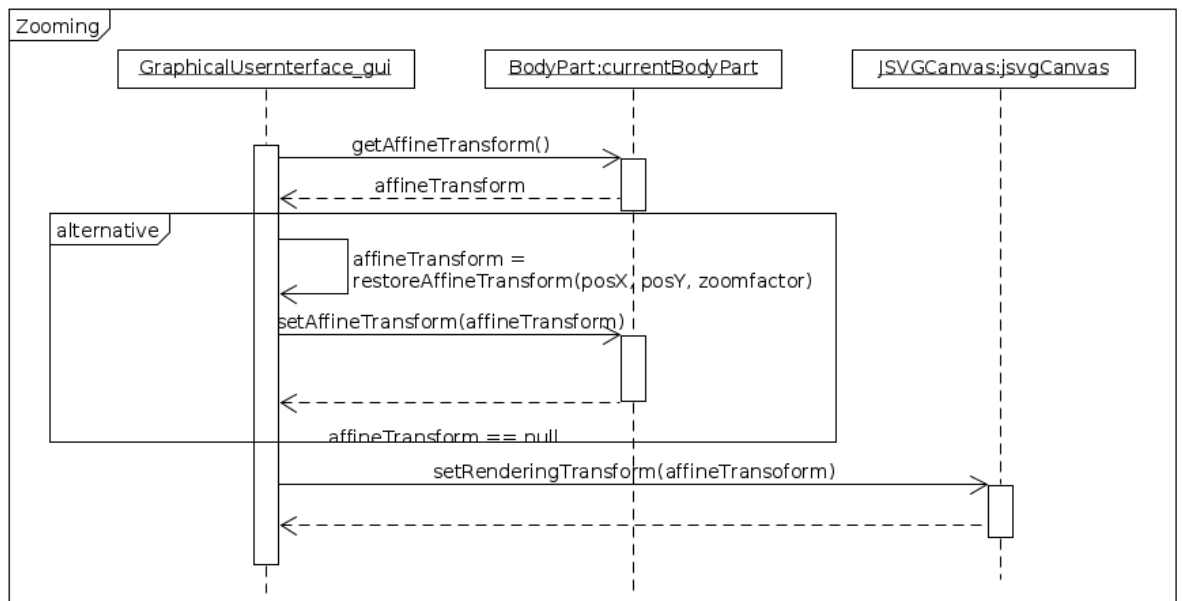 Zooming
GraphicalUsernterface_gui
BodyPart:currentBodyPart
JSVGCanvas:jsvgCanvas
getAffineTransform()
affineTransform
alternative
affineTransform =
restoreAffineTransform(posX, posY, zoomfactor)
setAffineTransform(affineTransform)
affineTransform == null
setRenderingTransform(affineTransoform)